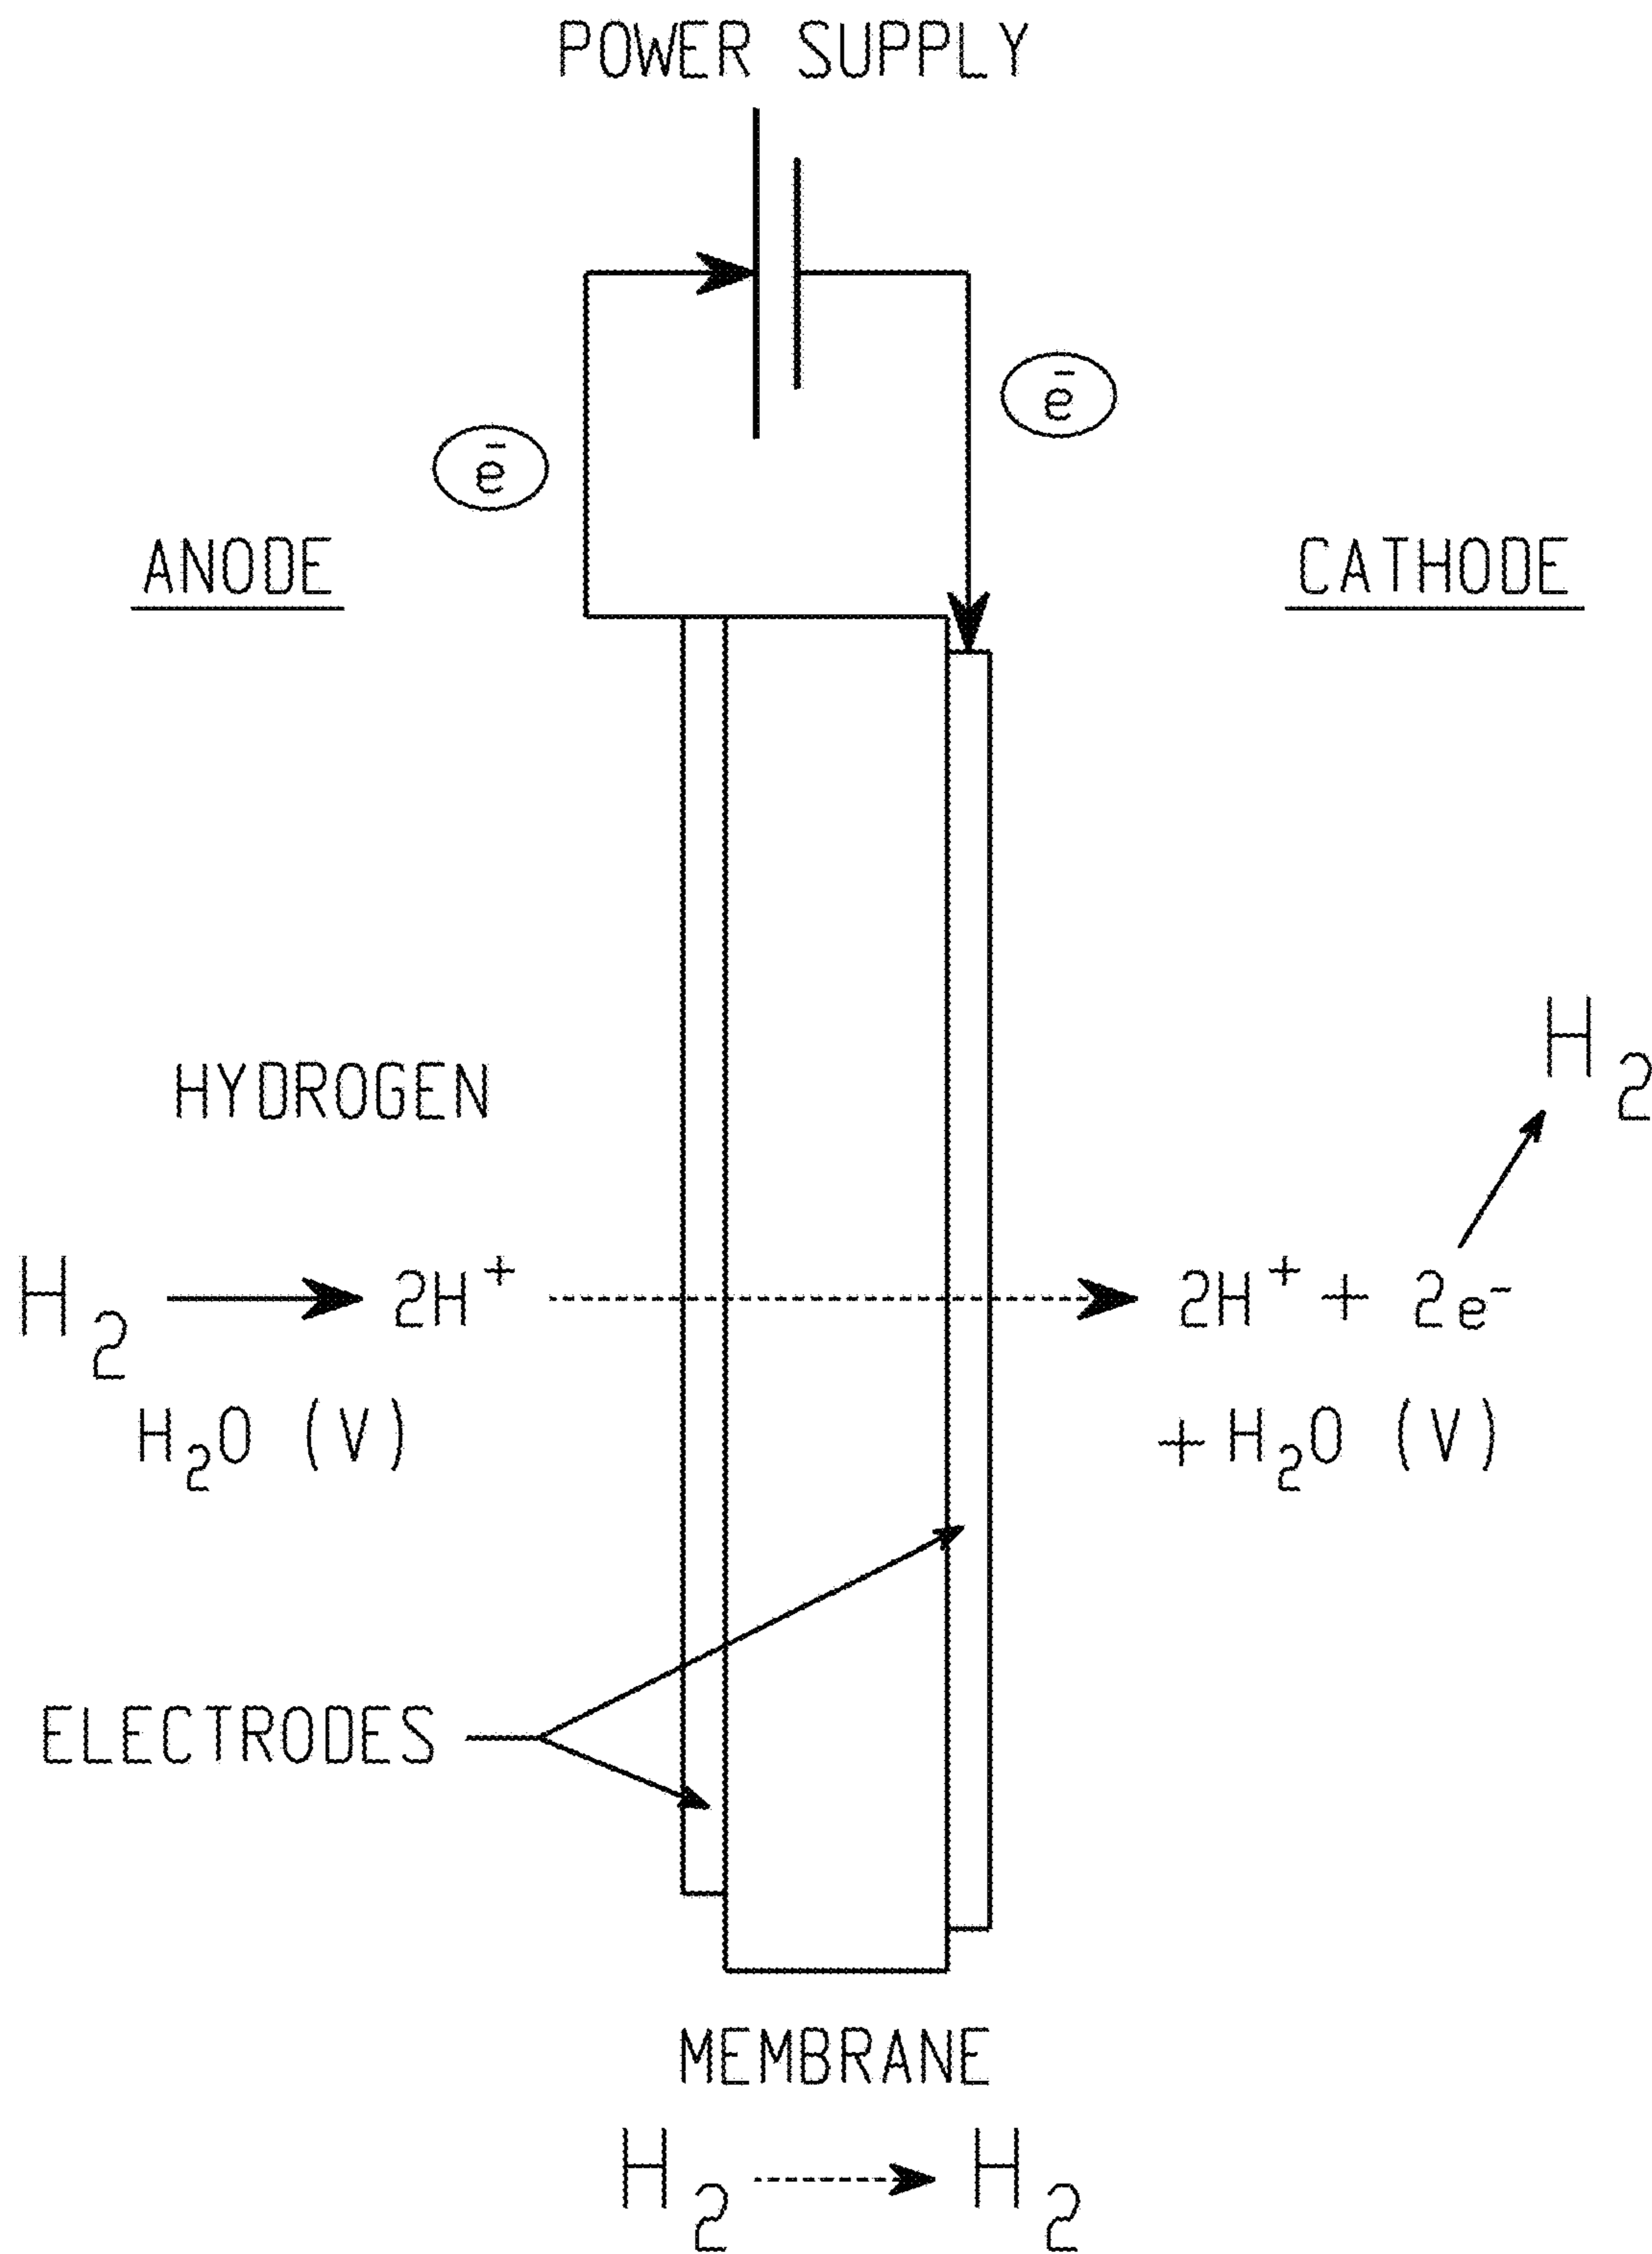 POWER SUPPLY
e⁻
e⁻
ANODE
CATHODE
HYDROGEN
H₂
H₂ 2H⁺ 2H⁺ + 2e⁻
H₂O (V) + H₂O (V)
ELECTRODES
MEMBRANE
H₂ H₂